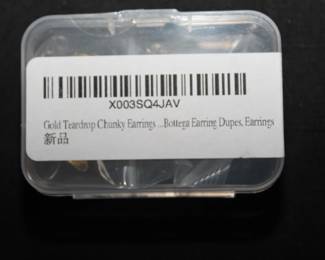 X003SQ4JAV
Gold Teardrop Chunky Earrings ...Bottega Earring Dupes, Earrings
新品